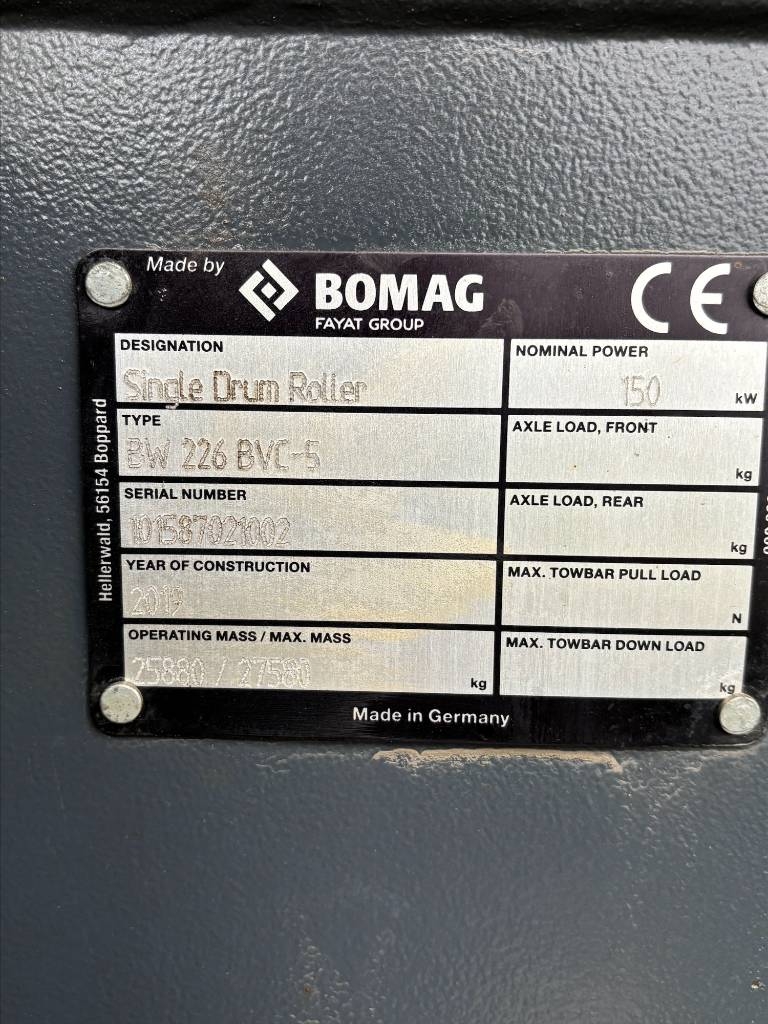 Made by
BOMAG
FAYAT GROUP
CE
DESIGNATION
Single Drum Roller
NOMINAL POWER
150 kW
TYPE
BW 226 BVC-5
AXLE LOAD, FRONT
kg
SERIAL NUMBER
101587021002
AXLE LOAD, REAR
kg
YEAR OF CONSTRUCTION
2019
MAX. TOWBAR PULL LOAD
N
OPERATING MASS / MAX. MASS
25880 / 27580 kg
MAX. TOWBAR DOWN LOAD
kg
Made in Germany
Hellerwald, 56154 Boppard